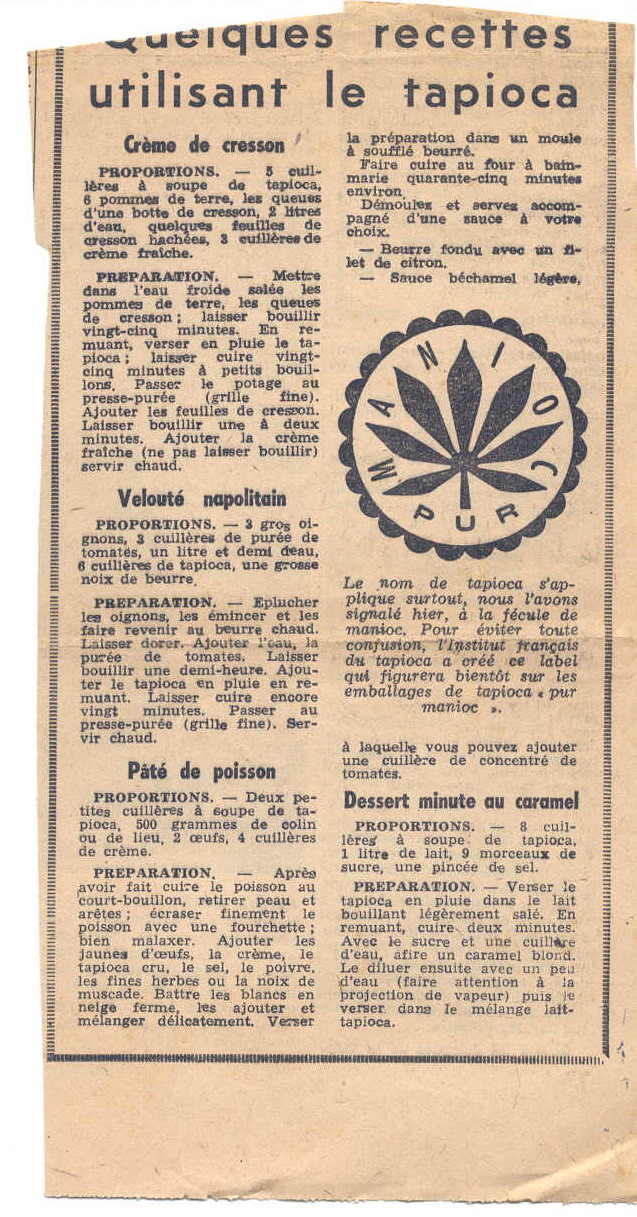 Quelques recettes
utilisant le tapioca
Crème de cresson
PROPORTIONS. — 5 cuil-
lères à soupe de tapioca,
6 pommes de terre, les queues
d'une botte de cresson, 2 litres
d'eau, quelques feuilles de
cresson hachées, 3 cuillères de
crème fraîche.
PREPARATION. — Mettre
dans l'eau froide salée les
pommes de terre, les queues
de cresson ; laisser bouillir
vingt-cinq minutes. En re-
muant, verser en pluie le ta-
pioca ; laisser cuire vingt-
cinq minutes à petits bouil-
lons. Passer le potage au
presse-purée (grille fine).
Ajouter les feuilles de cresson.
Laisser bouillir une à deux
minutes. Ajouter la crème
fraîche (ne pas laisser bouillir)
servir chaud.
Velouté napolitain
PROPORTIONS. — 3 gros oi-
gnons, 3 cuillères de purée de
tomates, un litre et demi d'eau,
6 cuillères de tapioca, une grosse
noix de beurre.
PREPARATION. — Eplucher
les oignons, les émincer et les
faire revenir au beurre chaud.
Laisser dorer. Ajouter l'eau, la
purée de tomates. Laisser
bouillir une demi-heure. Ajou-
ter le tapioca en pluie en re-
muant. Laisser cuire encore
vingt minutes. Passer au
presse-purée (grille fine). Ser-
vir chaud.
Pâté de poisson
PROPORTIONS. — Deux pe-
tites cuillères à soupe de ta-
pioca, 500 grammes de colin
ou de lieu, 2 œufs, 4 cuillères
de crème.
PREPARATION. — Après
avoir fait cuire le poisson au
court-bouillon, retirer peau et
arêtes ; écraser finement le
poisson avec une fourchette ;
bien malaxer. Ajouter les
jaunes d'œufs, la crème, le
tapioca cru, le sel, le poivre,
les fines herbes ou la noix de
muscade. Battre les blancs en
neige ferme, les ajouter et
mélanger délicatement. Verser
la préparation dans un moule
à soufflé beurré.
Faire cuire au four à bain-
marie quarante-cinq minutes
environ
Démoulez et servez accom-
pagné d'une sauce à votre
choix.
— Beurre fondu avec un fi-
let de citron.
— Sauce béchamel légère,
MANIOC
PUR
Le nom de tapioca s'ap-
plique surtout, nous l'avons
signalé hier, à la fécule de
manioc. Pour éviter toute
confusion, l'Institut français
du tapioca a créé ce label
qui figurera bientôt sur les
emballages de tapioca « pur
manioc ».
à laquelle vous pouvez ajouter
une cuillère de concentré de
tomates.
Dessert minute au caramel
PROPORTIONS. — 8 cuil-
lères à soupe de tapioca,
1 litre de lait, 9 morceaux de
sucre, une pincée de sel.
PREPARATION. — Verser le
tapioca en pluie dans le lait
bouillant légèrement salé. En
remuant, cuire deux minutes.
Avec le sucre et une cuillère
d'eau, afire un caramel blond.
Le diluer ensuite avec un peu
d'eau (faire attention à la
projection de vapeur) puis le
verser dans le mélange lait-
tapioca.